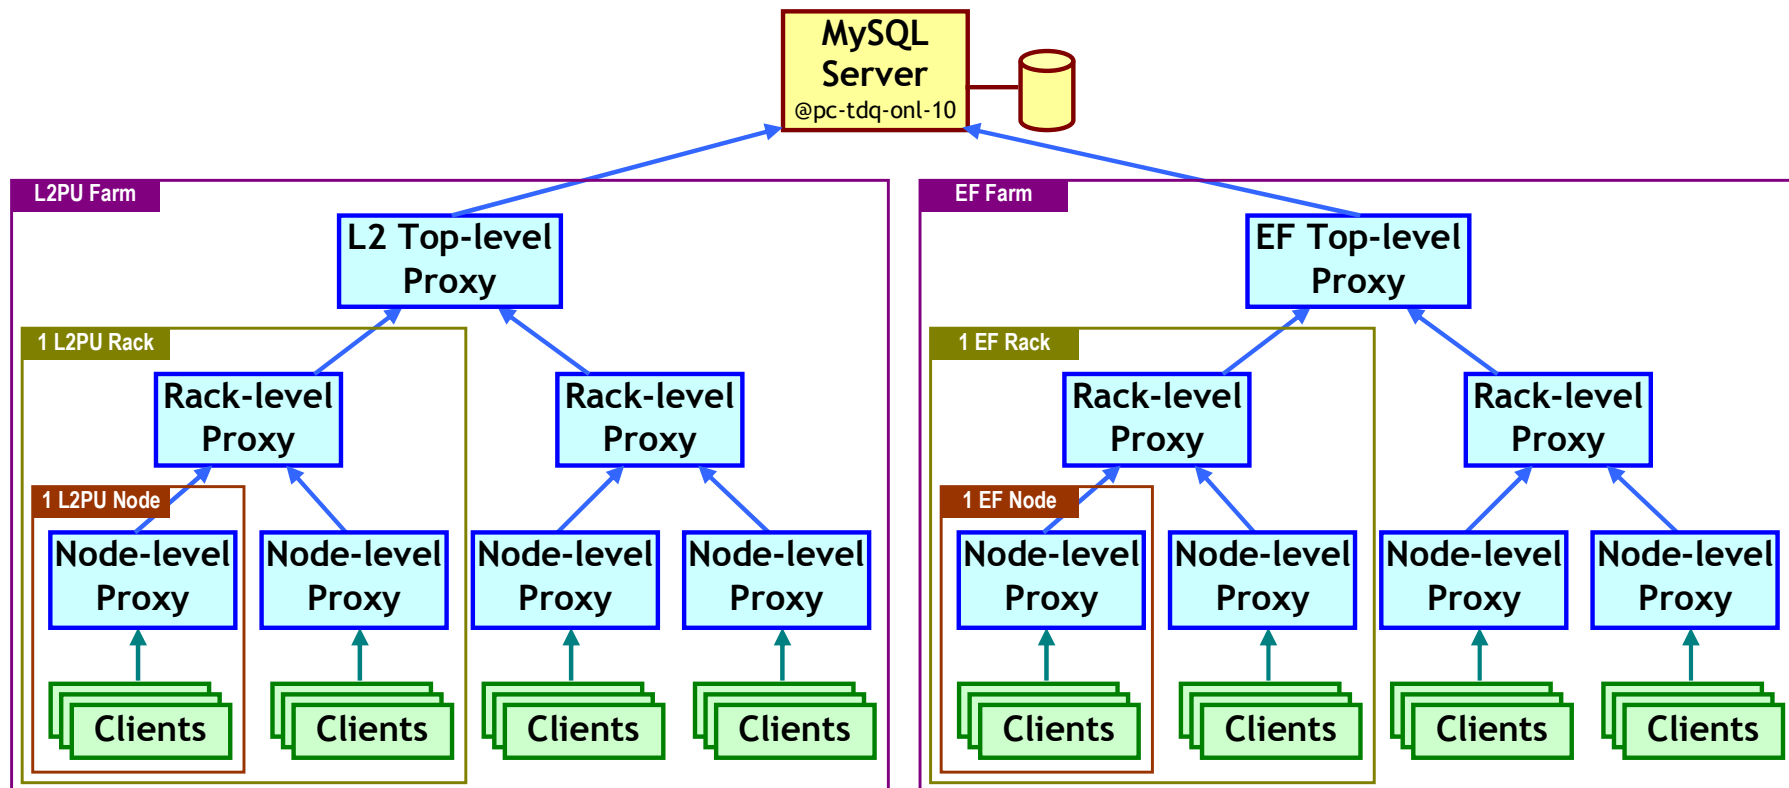 MySQL
Server
@pc-tdq-onl-10
L2PU Farm
L2 Top-level
Proxy
1 L2PU Rack
Rack-level
Proxy
Rack-level
Proxy
1 L2PU Node
Node-level
Proxy
Node-level
Proxy
Node-level
Proxy
Node-level
Proxy
Clients
Clients
Clients
Clients
EF Farm
EF Top-level
Proxy
1 EF Rack
Rack-level
Proxy
Rack-level
Proxy
1 EF Node
Node-level
Proxy
Node-level
Proxy
Node-level
Proxy
Node-level
Proxy
Clients
Clients
Clients
Clients